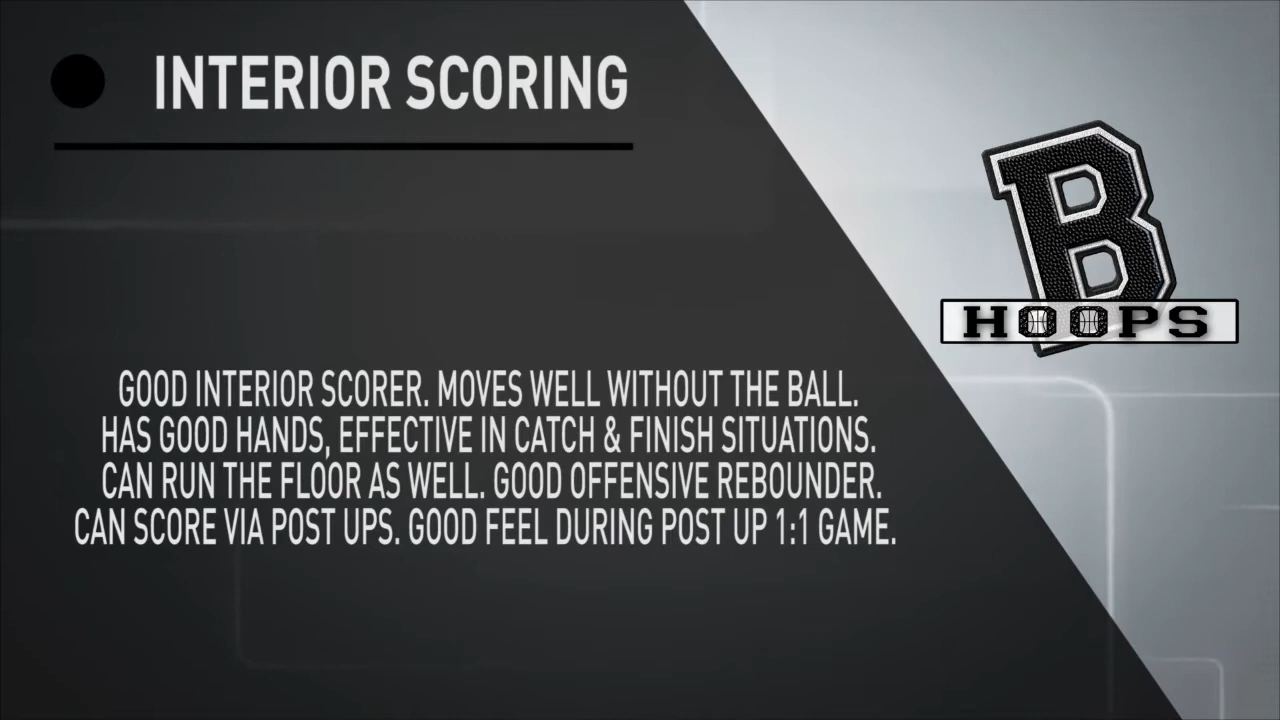 INTERIOR SCORING
B
HOOPS
GOOD INTERIOR SCORER. MOVES WELL WITHOUT THE BALL.
HAS GOOD HANDS, EFFECTIVE IN CATCH & FINISH SITUATIONS.
CAN RUN THE FLOOR AS WELL. GOOD OFFENSIVE REBOUNDER.
CAN SCORE VIA POST UPS. GOOD FEEL DURING POST UP 1:1 GAME.